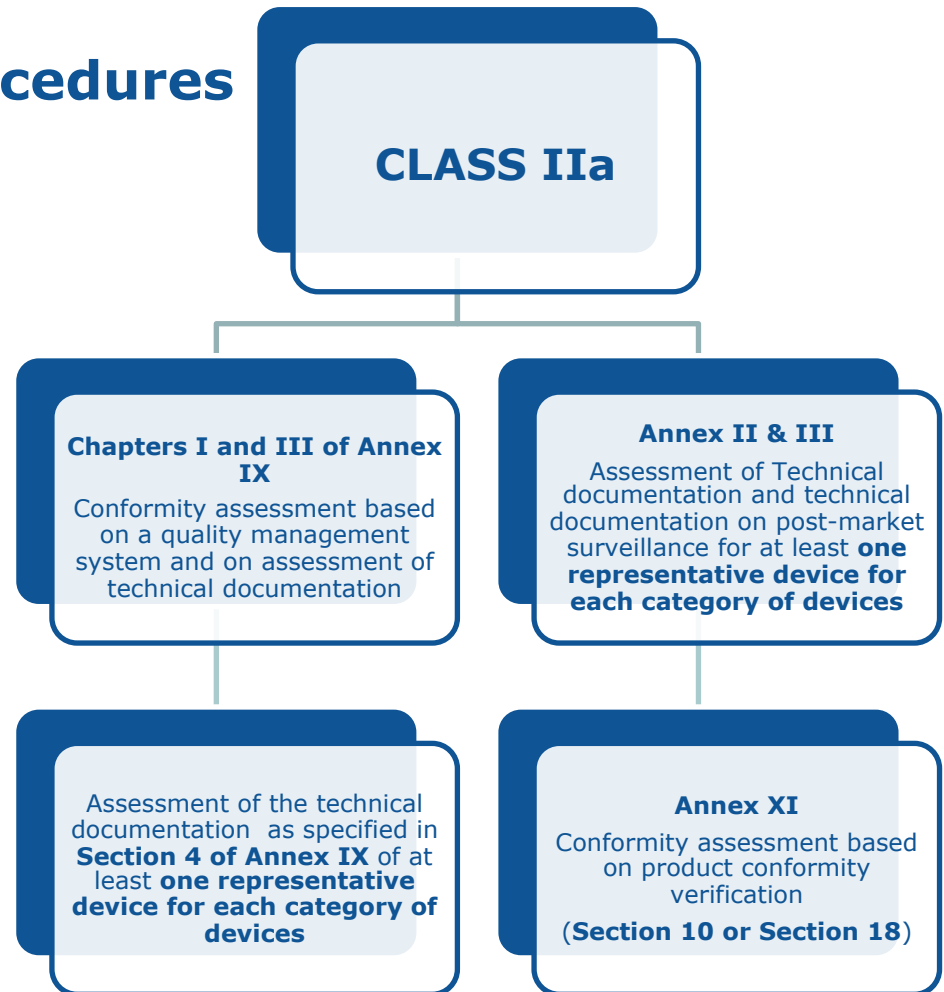 cedures
CLASS IIa
Chapters I and III of Annex
IX
Conformity assessment based
on a quality management
system and on assessment of
technical documentation
Annex II & III
Assessment of Technical
documentation and technical
documentation on post-market
surveillance for at least one
representative device for
each category of devices
Assessment of the technical
documentation as specified in
Section 4 of Annex IX of at
least one representative
device for each category of
devices
Annex XI
Conformity assessment based
on product conformity
verification
(Section 10 or Section 18)